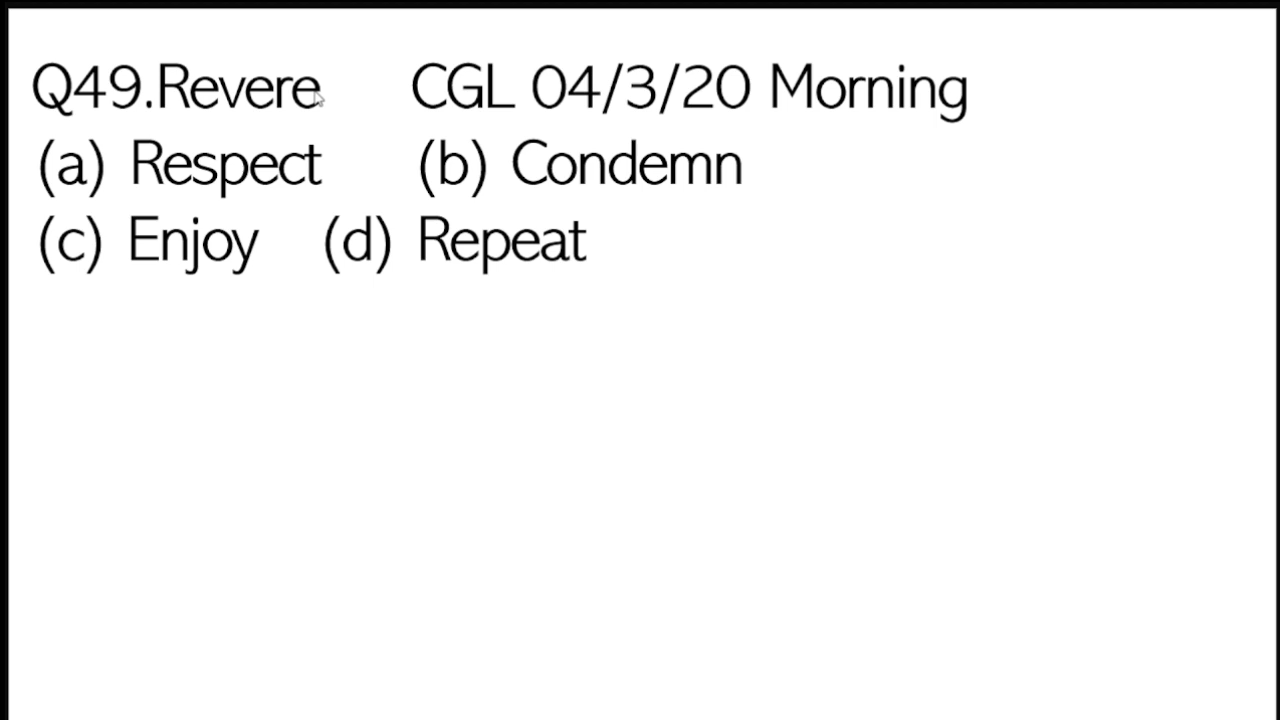 Q49.Revere CGL 04/3/20 Morning
(a) Respect (b) Condemn
(c) Enjoy (d) Repeat